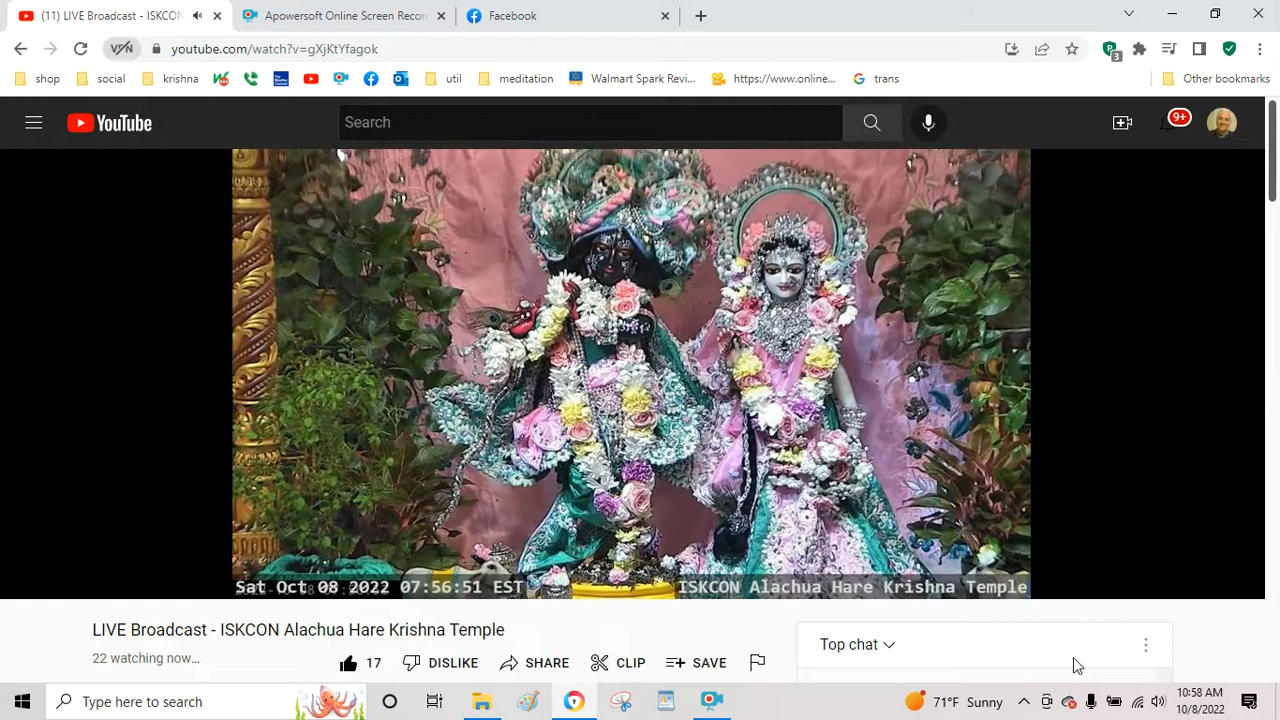 (11) LIVE Broadcast - ISKCON
Apowersoft Online Screen Recor
Facebook
VPN
youtube.com/watch?v=gXjKtYfagok
3
shop
social
krishna
util
meditation
Walmart Spark Revi...
https://www.online...
trans
Other bookmarks
YouTube
Search
9+
Sat Oct 08 2022 07:56:51 EST
ISKCON Alachua Hare Krishna Temple
LIVE Broadcast - ISKCON Alachua Hare Krishna Temple
22 watching now...
17
DISLIKE
SHARE
CLIP
SAVE
Top chat
Type here to search
71°F Sunny
10:58 AM
10/8/2022